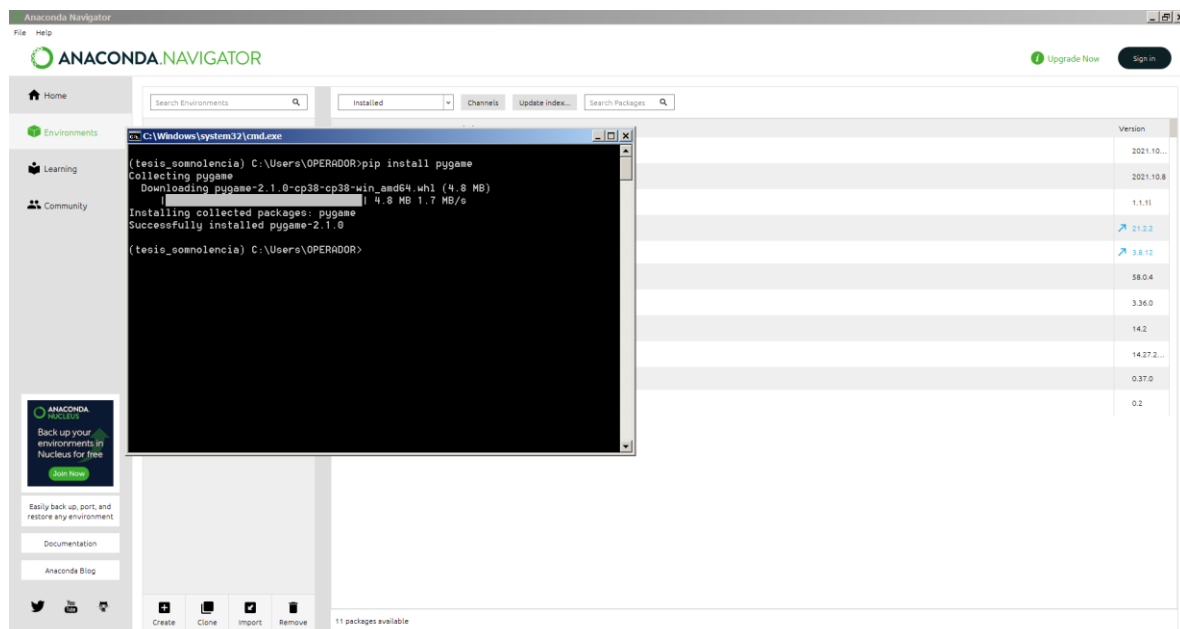 Anaconda Navigator
File Help
ANACONDA.NAVIGATOR
Upgrade Now
Sign in
Home
Environments
Learning
Community
Search Environments
Installed
Channels
Update index...
Search Packages
Version
2021.10...
2021.10.8
1.1.1l
21.2.2
3.8.12
58.0.4
3.36.0
14.2
14.27.2...
0.37.0
0.2
C:\Windows\system32\cmd.exe
(tesis_somnolencia) C:\Users\OPERADOR>pip install pygame
Collecting pygame
Downloading pygame-2.1.0-cp38-cp38-win_amd64.whl (4.8 MB)
| | 4.8 MB 1.7 MB/s
Installing collected packages: pygame
Successfully installed pygame-2.1.0
(tesis_somnolencia) C:\Users\OPERADOR>
ANACONDA.
NUCLEUS
Back up your
environments in
Nucleus for free
Join Now
Easily back up, port, and
restore any environment
Documentation
Anaconda Blog
Create
Clone
Import
Remove
11 packages available